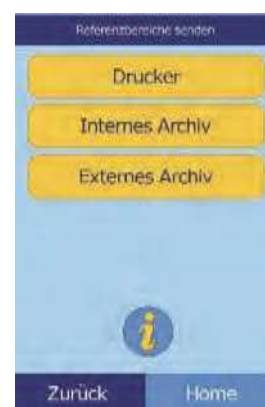 Referenzbereiche senden
Drucker
Internes Archiv
Externes Archiv
i
Zurück
Home